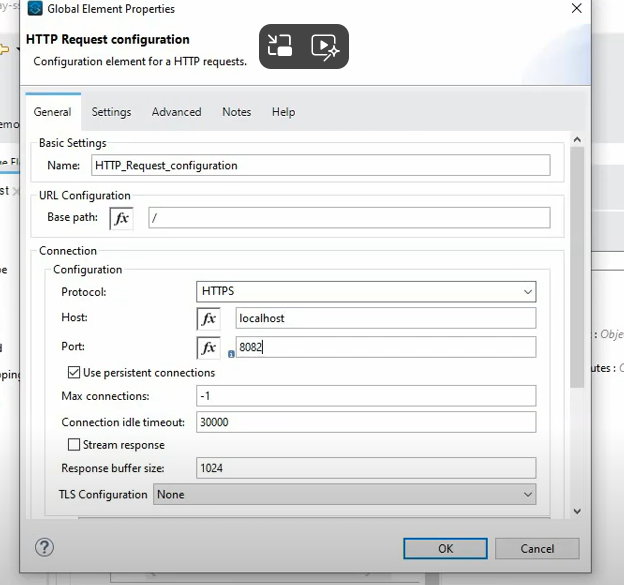 Global Element Properties
HTTP Request configuration
Configuration element for a HTTP requests.
General Settings Advanced Notes Help
Basic Settings
Name: HTTP_Request_configuration
URL Configuration
Base path: fx /
Connection
Configuration
Protocol: HTTPS
Host: fx localhost
Port: fx 8082
Use persistent connections
Max connections: -1
Connection idle timeout: 30000
Stream response
Response buffer size: 1024
TLS Configuration None
? OK Cancel